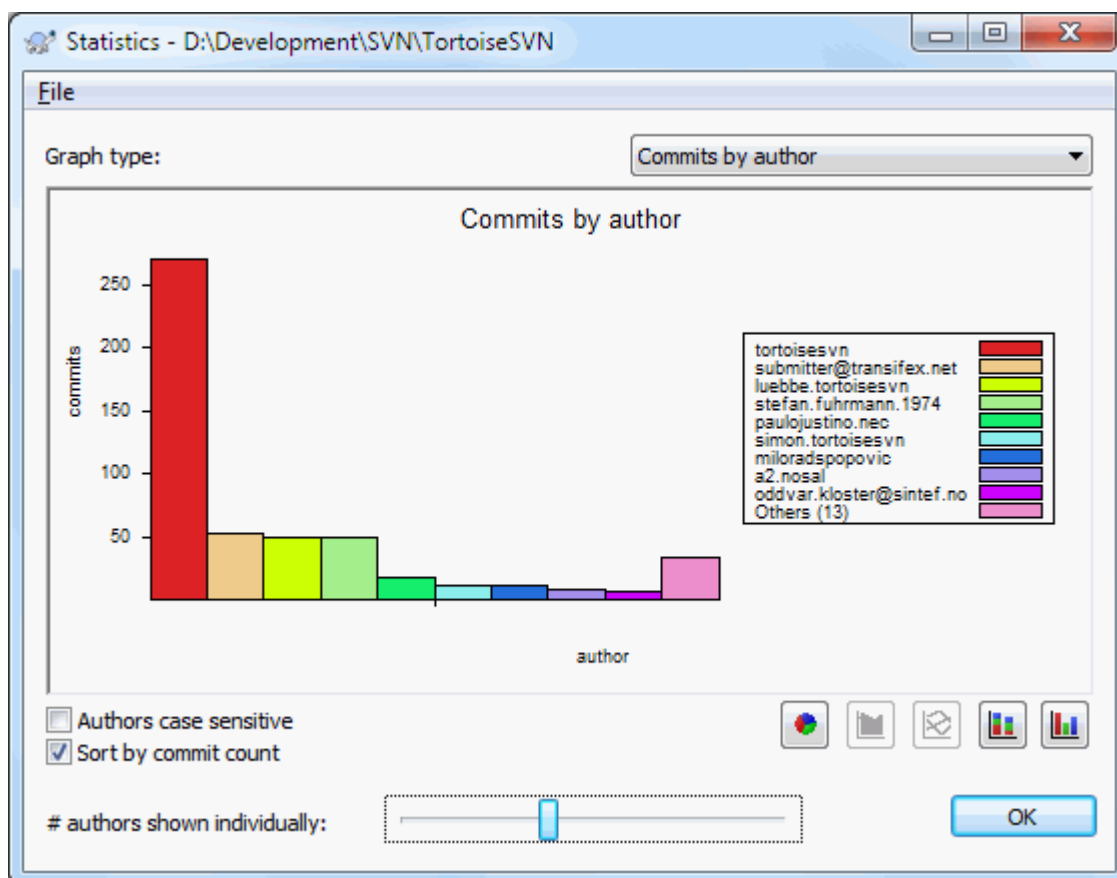 Statistics - D:\Development\SVN\TortoiseSVN
File
Graph type:
Commits by author
Commits by author
250
200
150
100
50
commits
author
tortoisesvn
submitter@transifex.net
luebbe.tortoisesvn
stefan.fuhrmann.1974
paulojustino.nec
simon.tortoisesvn
miloradspopovic
a2.nosal
oddvar.kloster@sintef.no
Others (13)
Authors case sensitive
Sort by commit count
# authors shown individually:
OK